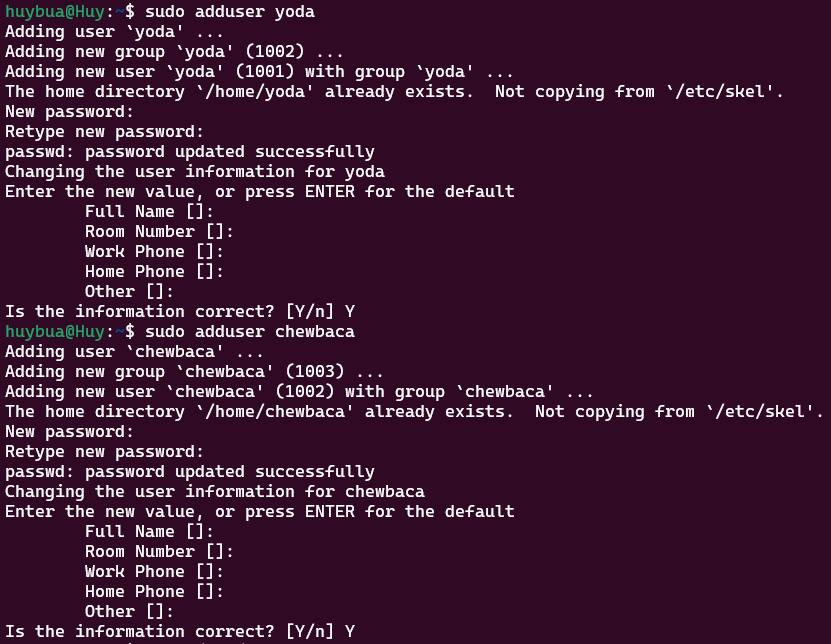 huybua@Huy:~$ sudo adduser yoda
Adding user `yoda' ...
Adding new group `yoda' (1002) ...
Adding new user `yoda' (1001) with group `yoda' ...
The home directory `/home/yoda' already exists.  Not copying from `/etc/skel'.
New password:
Retype new password:
passwd: password updated successfully
Changing the user information for yoda
Enter the new value, or press ENTER for the default
        Full Name []:
        Room Number []:
        Work Phone []:
        Home Phone []:
        Other []:
Is the information correct? [Y/n] Y
huybua@Huy:~$ sudo adduser chewbaca
Adding user `chewbaca' ...
Adding new group `chewbaca' (1003) ...
Adding new user `chewbaca' (1002) with group `chewbaca' ...
The home directory `/home/chewbaca' already exists.  Not copying from `/etc/skel'.
New password:
Retype new password:
passwd: password updated successfully
Changing the user information for chewbaca
Enter the new value, or press ENTER for the default
        Full Name []:
        Room Number []:
        Work Phone []:
        Home Phone []:
        Other []:
Is the information correct? [Y/n] Y